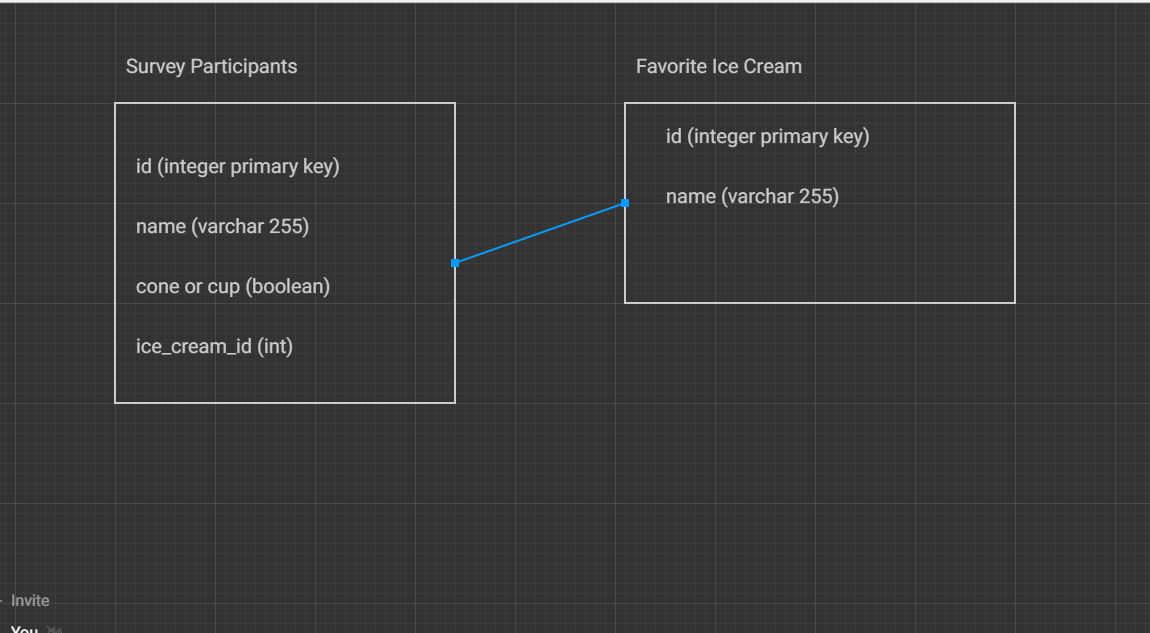 Survey Participants
id (integer primary key)
name (varchar 255)
cone or cup (boolean)
ice_cream_id (int)
Favorite Ice Cream
id (integer primary key)
name (varchar 255)
Invite
You